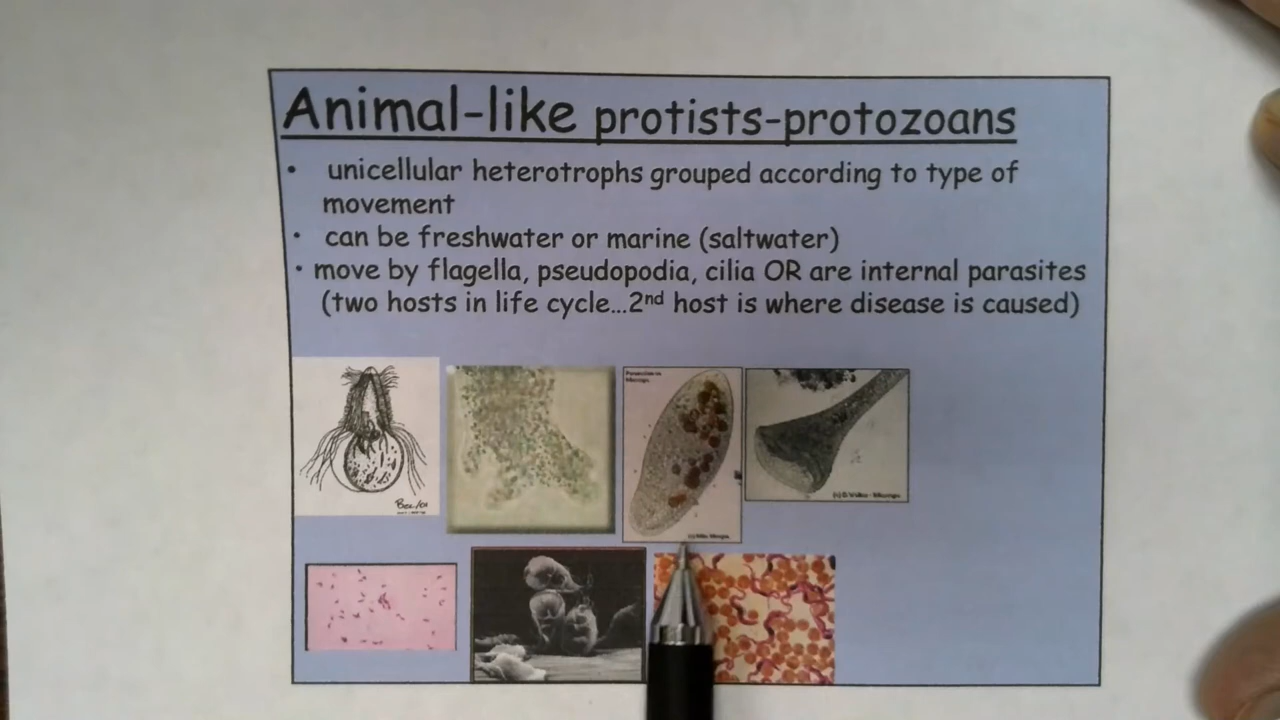 Animal-like protists-protozoans
• unicellular heterotrophs grouped according to type of
movement
• can be freshwater or marine (saltwater)
• move by flagella, pseudopodia, cilia OR are internal parasites
(two hosts in life cycle...2nd host is where disease is caused)